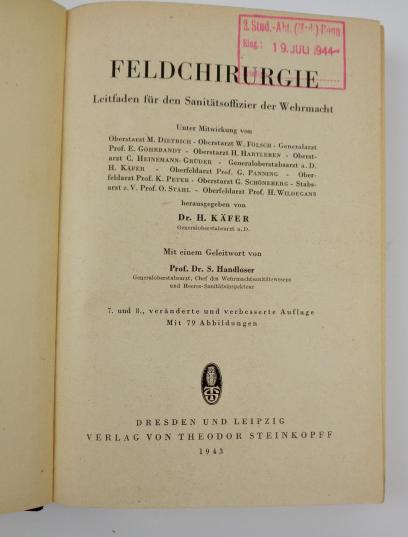 2. Stud.-Abt. Bonn
Eing.: 19. JULI 1944
FELDCHIRURGIE
Leitfaden für den Sanitätsoffizier der Wehrmacht
Unter Mitwirkung von
Oberstarzt M. Dietrich - Oberstarzt W. Fölsch - Generalarzt
Prof. E. Gohrbandt - Oberstarzt H. Hartleben - Oberst-
arzt C. Heinemann-Grüder - Generaloberstabsarzt a. D.
H. Käfer - Oberfeldarzt G. Panning - Ober-
feldarzt Prof. K. Peter - Oberstarzt G. Schöneberg - Stabs-
arzt z. V. Prof. O. Stahl - Oberfeldarzt Prof. H. Wildegans
herausgegeben von
Dr. H. KÄFER
Generaloberstabsarzt a. D.
Mit einem Geleitwort von
Prof. Dr. S. Handloser
Generaloberstabsarzt, Chef des Wehrmachtsanitätswesens
und Heeres-Sanitätsinspekteur
7. und 8., veränderte und verbesserte Auflage
Mit 79 Abbildungen
DRESDEN UND LEIPZIG
VERLAG VON THEODOR STEINKOPFF
1943